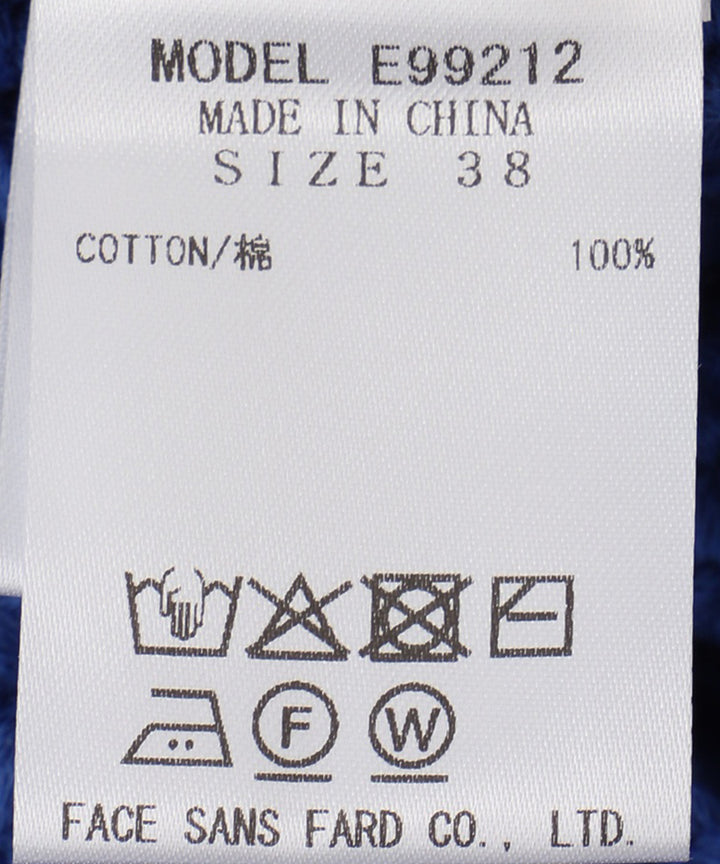 MODEL E99212
MADE IN CHINA
SIZE 38
COTTON/棉 100%
F W
FACE SANS FARD CO., LTD.